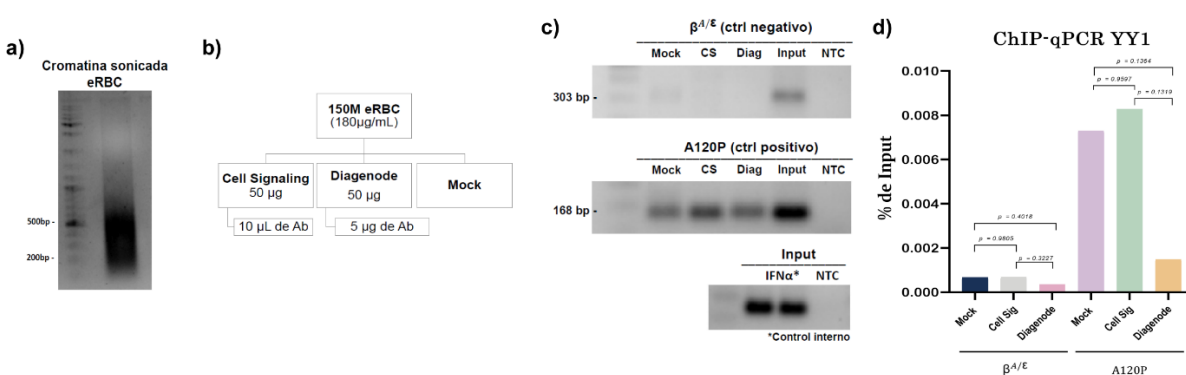 a)
Cromatina sonicada
eRBC
500bp -
200bp -
b)
150M eRBC
(180µg/mL)
Cell Signaling
50 µg
Diagenode
50 µg
Mock
10 µL de Ab
5 µg de Ab
c)
β^A/ε (ctrl negativo)
Mock CS Diag Input NTC
303 bp -
A120P (ctrl positivo)
Mock CS Diag Input NTC
168 bp -
Input
IFNα* NTC
*Control interno
d)
ChIP-qPCR YY1
% de Input
0.010
0.008
0.006
0.004
0.002
0.000
p = 0.4018
p = 0.9805
p = 0.3227
p = 0.1364
p = 0.9597
p = 0.1319
Mock Cell Sig Diagenode Mock Cell Sig Diagenode
β^A/ε A120P